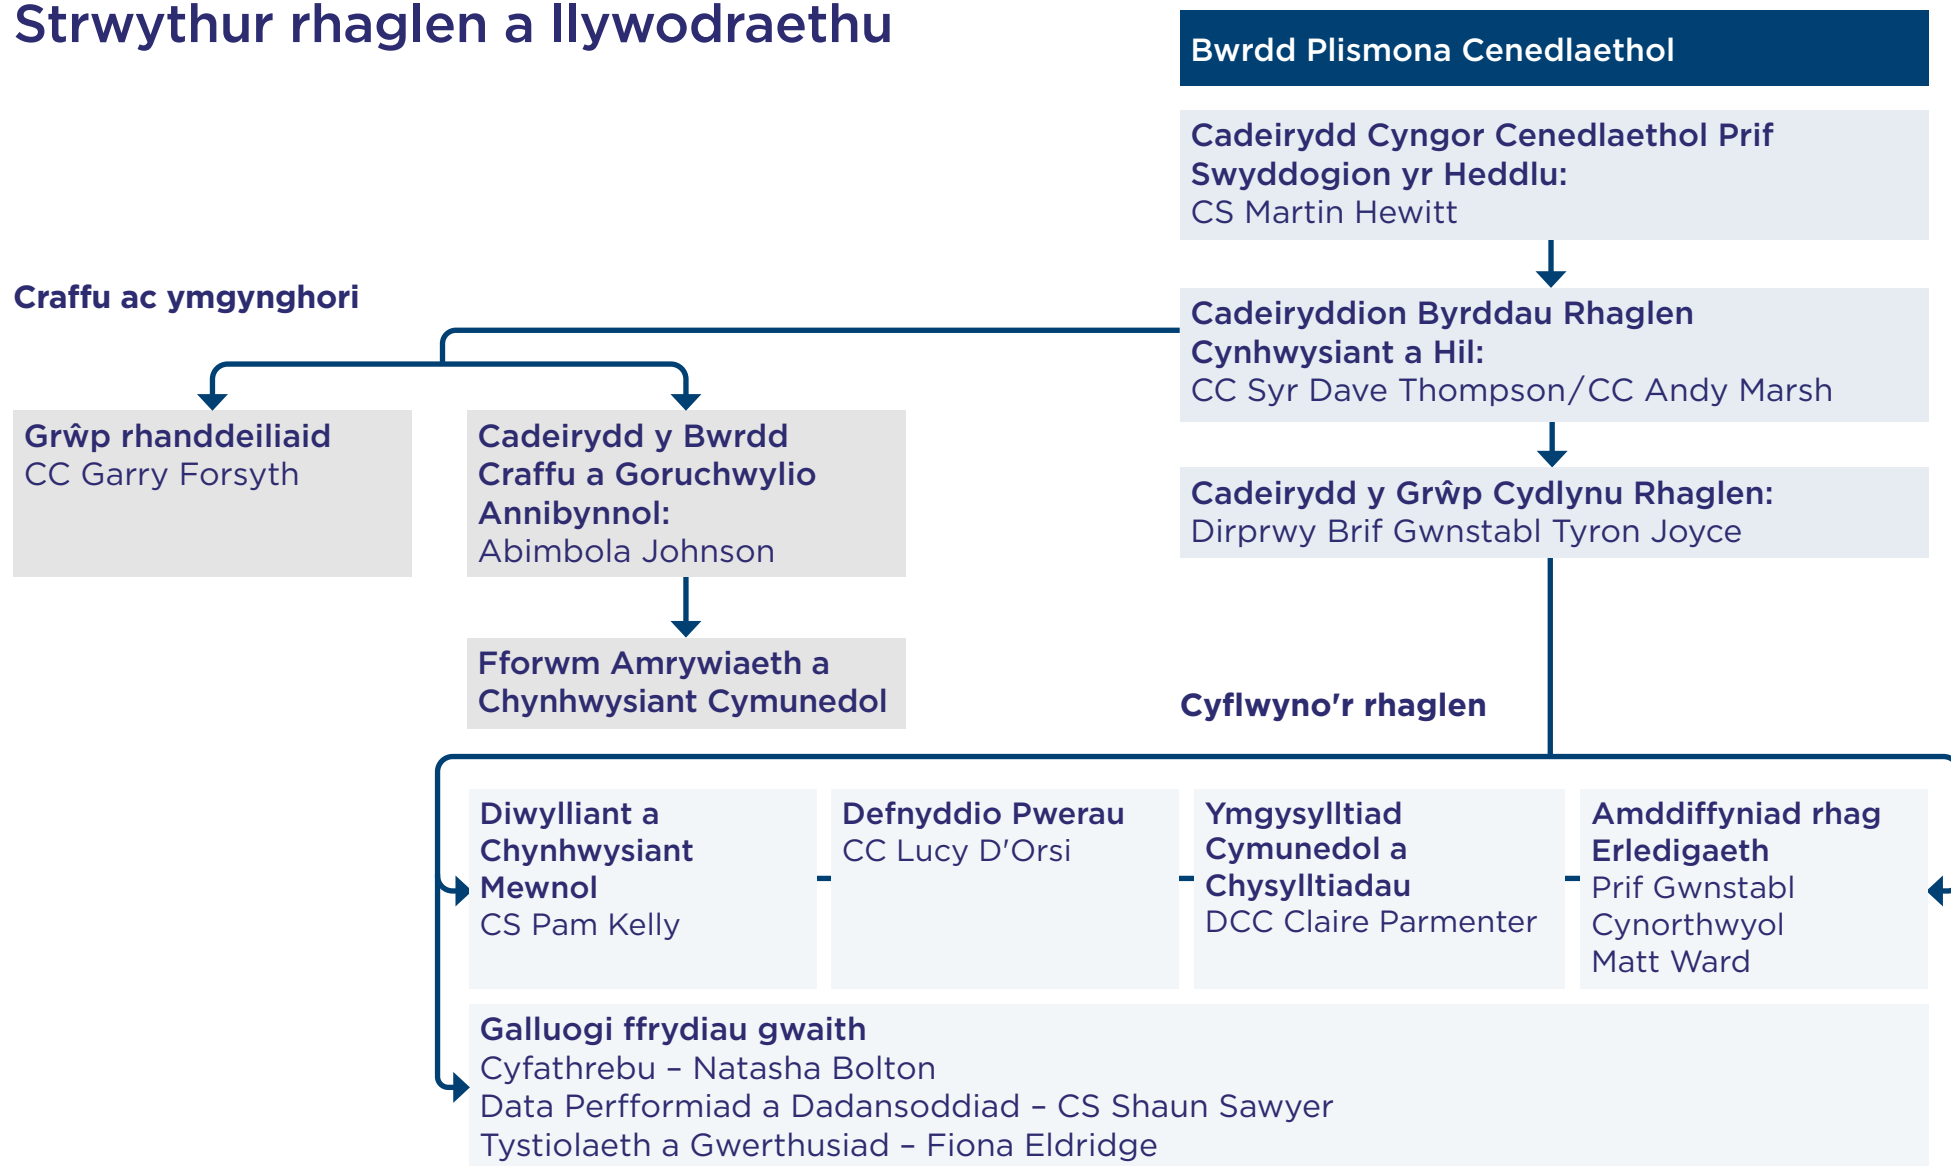 Strwythur rhaglen a llywodraethu
Bwrdd Plismona Cenedlaethol
Cadeirydd Cyngor Cenedlaethol Prif
Swyddogion yr Heddlu:
CS Martin Hewitt
Craffu ac ymgynghori
Cadeiryddion Byrddau Rhaglen
Cynhwysiant a Hil:
CC Syr Dave Thompson/CC Andy Marsh
Grŵp rhanddeiliaid
CC Garry Forsyth
Cadeirydd y Bwrdd
Craffu a Goruchwylio
Annibynnol:
Abimbola Johnson
Cadeirydd y Grŵp Cydlynu Rhaglen:
Dirprwy Brif Gwnstabl Tyron Joyce
Fforwm Amrywiaeth a
Chynhwysiant Cymunedol
Cyflwyno'r rhaglen
Diwylliant a
Chynhwysiant
Mewnol
CS Pam Kelly
Defnyddio Pwerau
CC Lucy D'Orsi
Ymgysylltiad
Cymunedol a
Chysylltiadau
DCC Claire Parmenter
Amddiffyniad rhag
Erledigaeth
Prif Gwnstabl
Cynorthwyol
Matt Ward
Galluogi ffrydiau gwaith
Cyfathrebu – Natasha Bolton
Data Perfformiad a Dadansoddiad – CS Shaun Sawyer
Tystiolaeth a Gwerthusiad – Fiona Eldridge